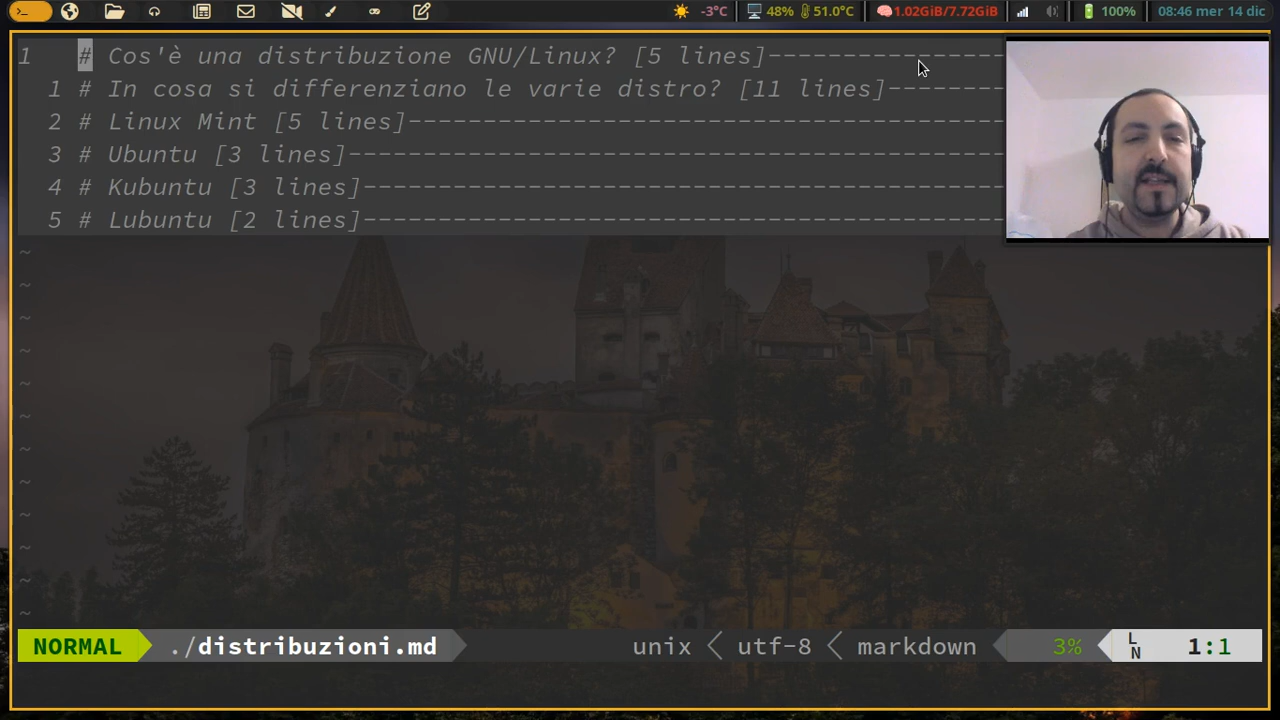 -3°C 48% 51.0°C 1.02GiB/7.72GiB 100% 08:46 mer 14 dic
1 # Cos'è una distribuzione GNU/Linux? [5 lines]------------------
1 # In cosa si differenziano le varie distro? [11 lines]----------
2 # Linux Mint [5 lines]------------------------------------------
3 # Ubuntu [3 lines]----------------------------------------------
4 # Kubuntu [3 lines]---------------------------------------------
5 # Lubuntu [2 lines]---------------------------------------------
~
~
~
~
~
~
~
~
~
~
~
~
NORMAL ./distribuzioni.md unix utf-8 markdown 3% LN 1:1